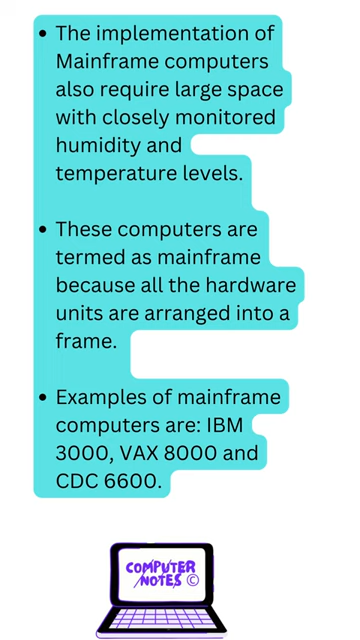 • The implementation of
Mainframe computers
also require large space
with closely monitored
humidity and
temperature levels.
• These computers are
termed as mainframe
because all the hardware
units are arranged into a
frame.
• Examples of mainframe
computers are: IBM
3000, VAX 8000 and
CDC 6600.
COMPUTER
NOTES ©